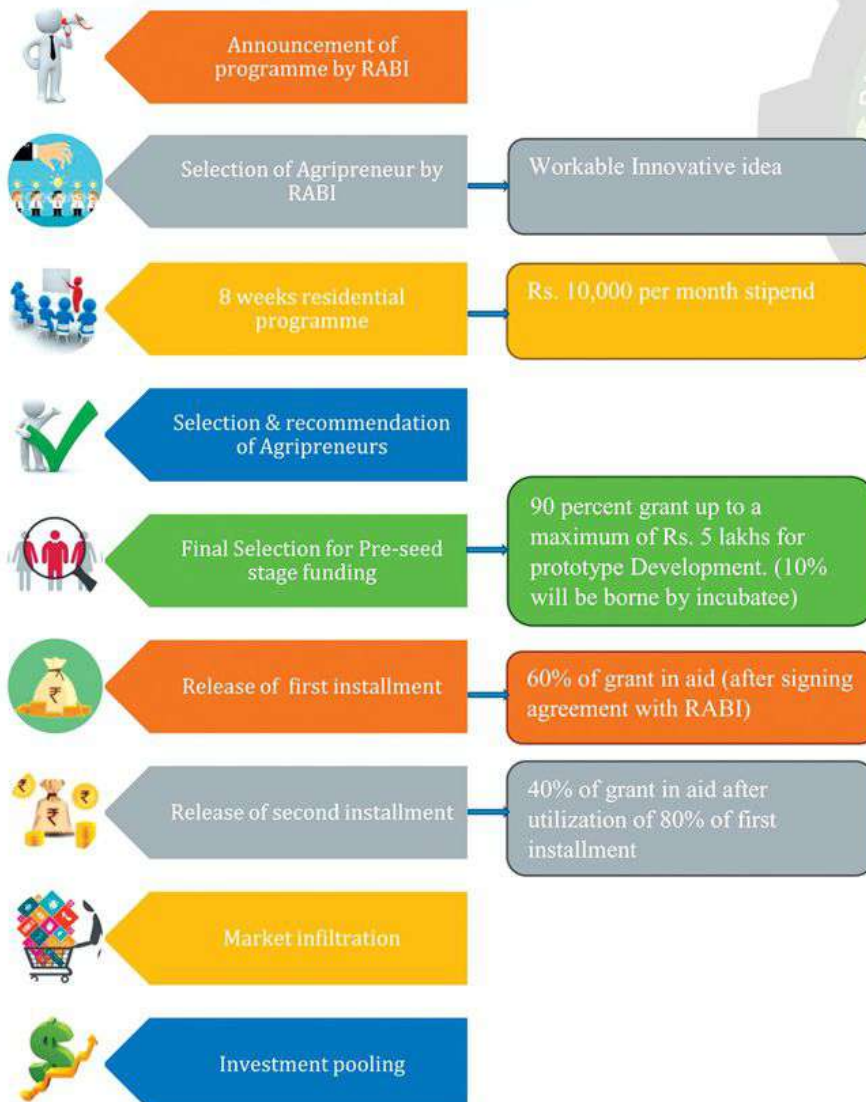 Announcement of
programme by RABI
Selection of Agripreneur by
RABI
Workable Innovative idea
8 weeks residential
programme
Rs. 10,000 per month stipend
Selection & recommendation
of Agripreneurs
Final Selection for Pre-seed
stage funding
90 percent grant up to a
maximum of Rs. 5 lakhs for
prototype Development. (10%
will be borne by incubatee)
Release of first installment
60% of grant in aid (after signing
agreement with RABI)
Release of second installment
40% of grant in aid after
utilization of 80% of first
installment
Market infiltration
Investment pooling